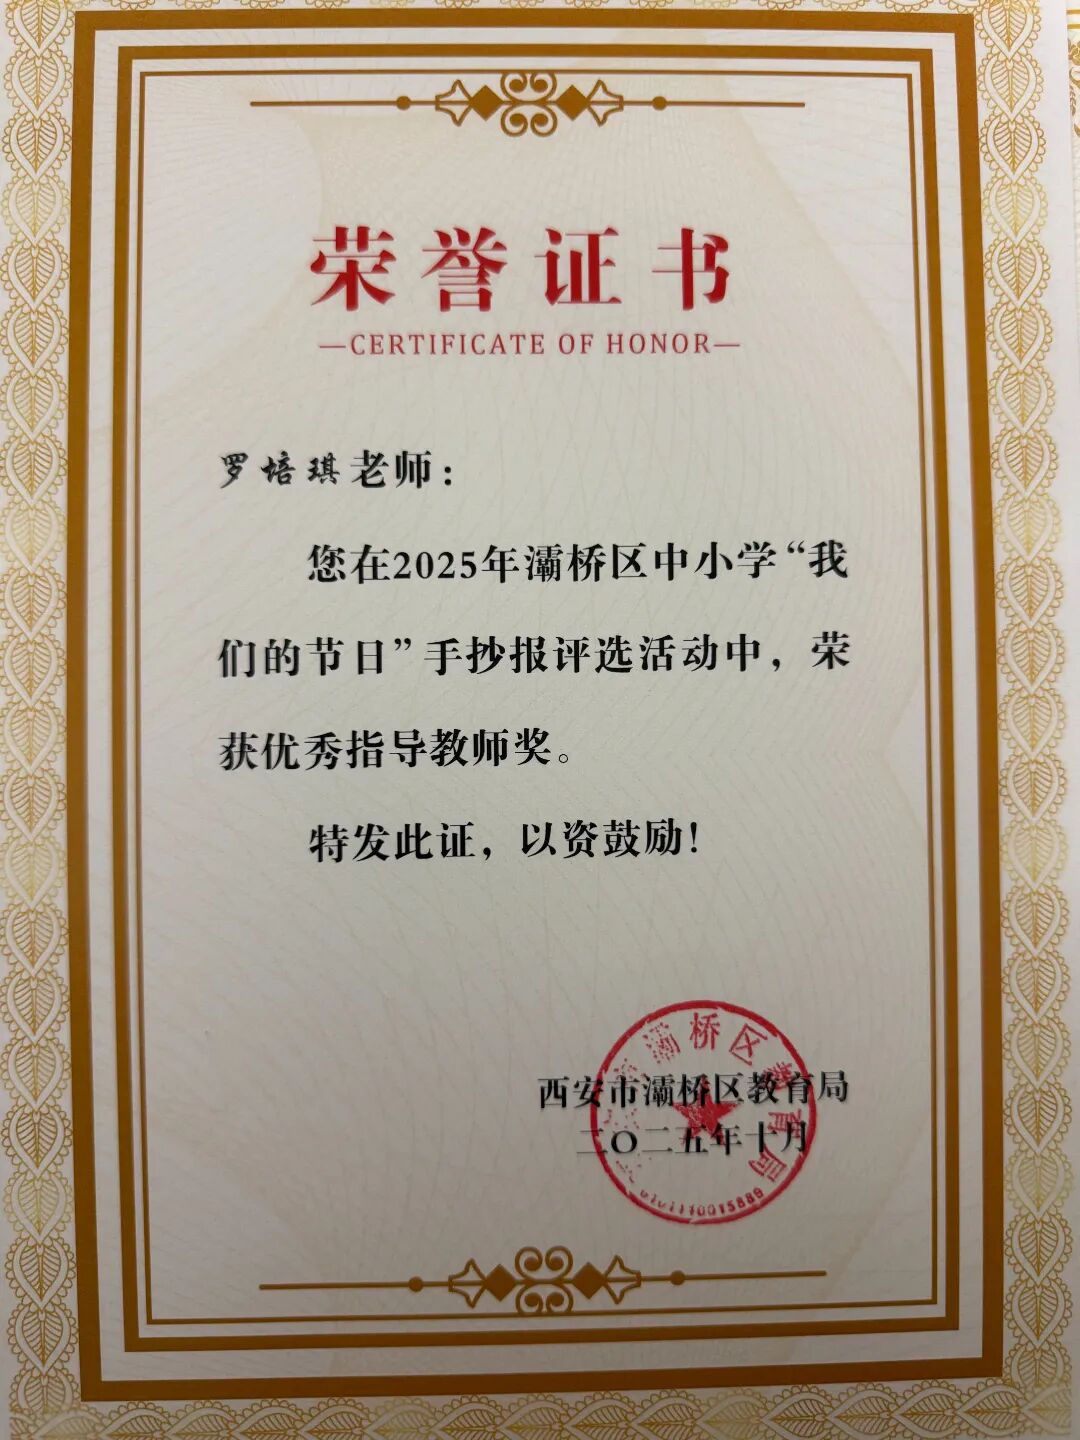 荣誉证书
—CERTIFICATE OF HONOR—
罗培琪老师：
您在2025年灞桥区中小学“我
们的节日”手抄报评选活动中，荣
获优秀指导教师奖。
特发此证，以资鼓励！
西安市灞桥区教育局
二〇二五年十月
灞桥区教育局